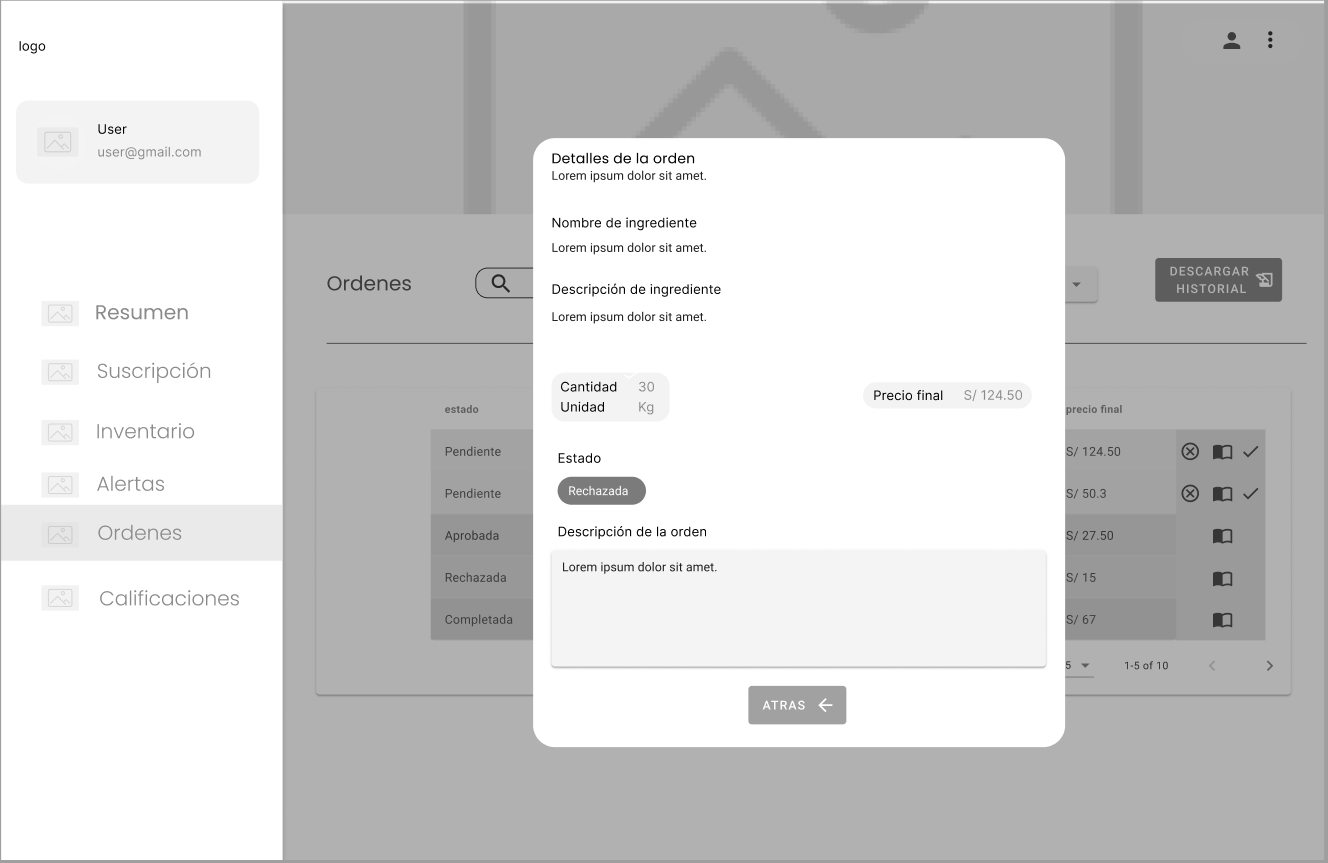 logo
User
user@gmail.com
Resumen
Suscripción
Inventario
Alertas
Ordenes
Calificaciones
Ordenes
DESCARGAR
HISTORIAL
estado
precio final
Pendiente
S/ 124.50
Pendiente
S/ 50.3
Aprobada
S/ 27.50
Rechazada
S/ 15
Completada
S/ 67
5
1-5 of 10
Detalles de la orden
Lorem ipsum dolor sit amet.
Nombre de ingrediente
Lorem ipsum dolor sit amet.
Descripción de ingrediente
Lorem ipsum dolor sit amet.
Cantidad 30
Unidad Kg
Precio final S/ 124.50
Estado
Rechazada
Descripción de la orden
Lorem ipsum dolor sit amet.
ATRAS